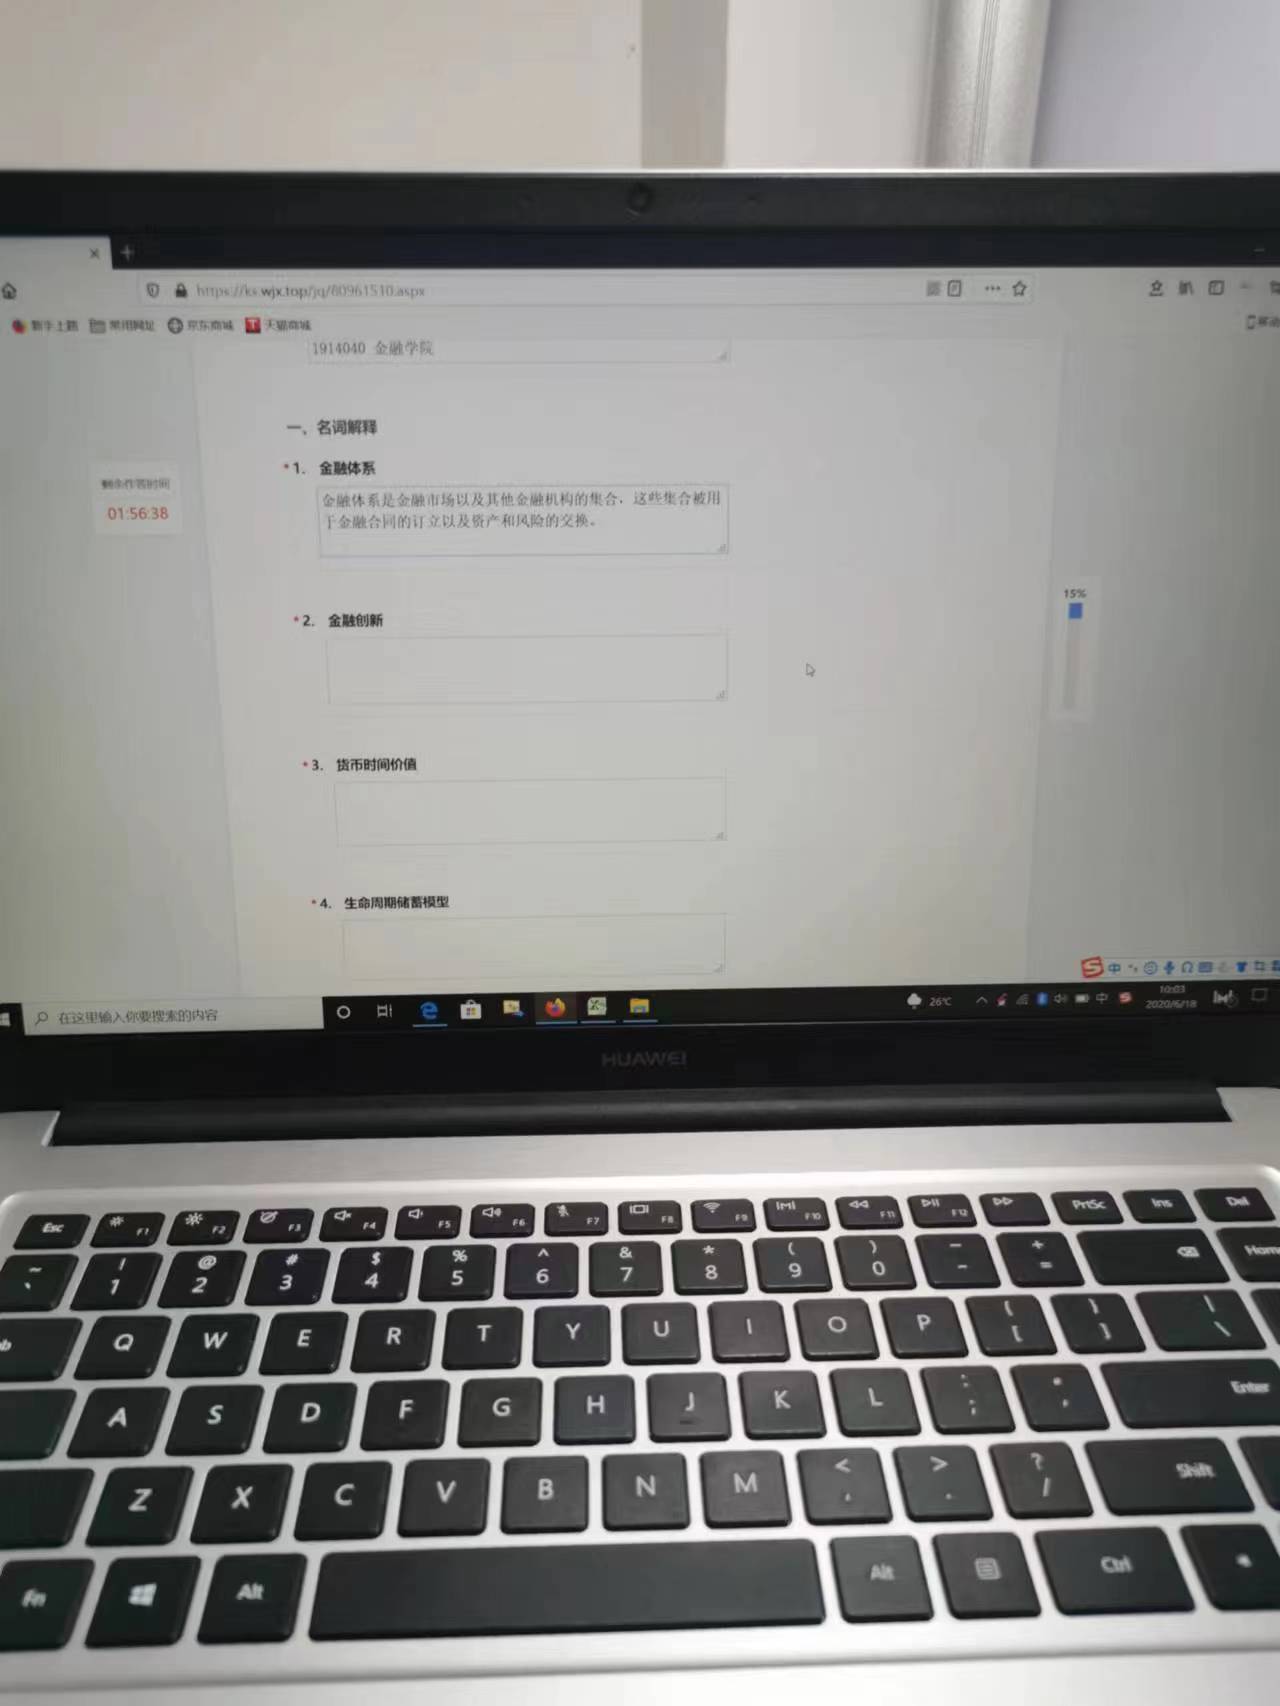 https://ks.wjx.top/jq/80961510.aspx
新手上路 常用网址 京东商城 天猫商城
1914040 金融学院
一、名词解释
*1. 金融体系
剩余作答时间
01:56:38
金融体系是金融市场以及其他金融机构的集合，这些集合被用
于金融合同的订立以及资产和风险的交换。
15%
*2. 金融创新
*3. 货币时间价值
*4. 生命周期储蓄模型
中
在这里输入你要搜索的内容
26℃ 中 10:03
2020/6/18
HUAWEI
Esc F1 F2 F3 F4 F5 F6 F7 F8 F9 F10 F11 F12 PrtSc Ins Del
~ ` ! 1 @ 2 # 3 $ 4 % 5 ^ 6 & 7 * 8 ( 9 ) 0 - + = Home
Q W E R T Y U I O P { [ } ] | \
A S D F G H J K L : ; " ' Enter
Z X C V B N M < , > . ? / Shift
Fn Alt Alt Ctrl